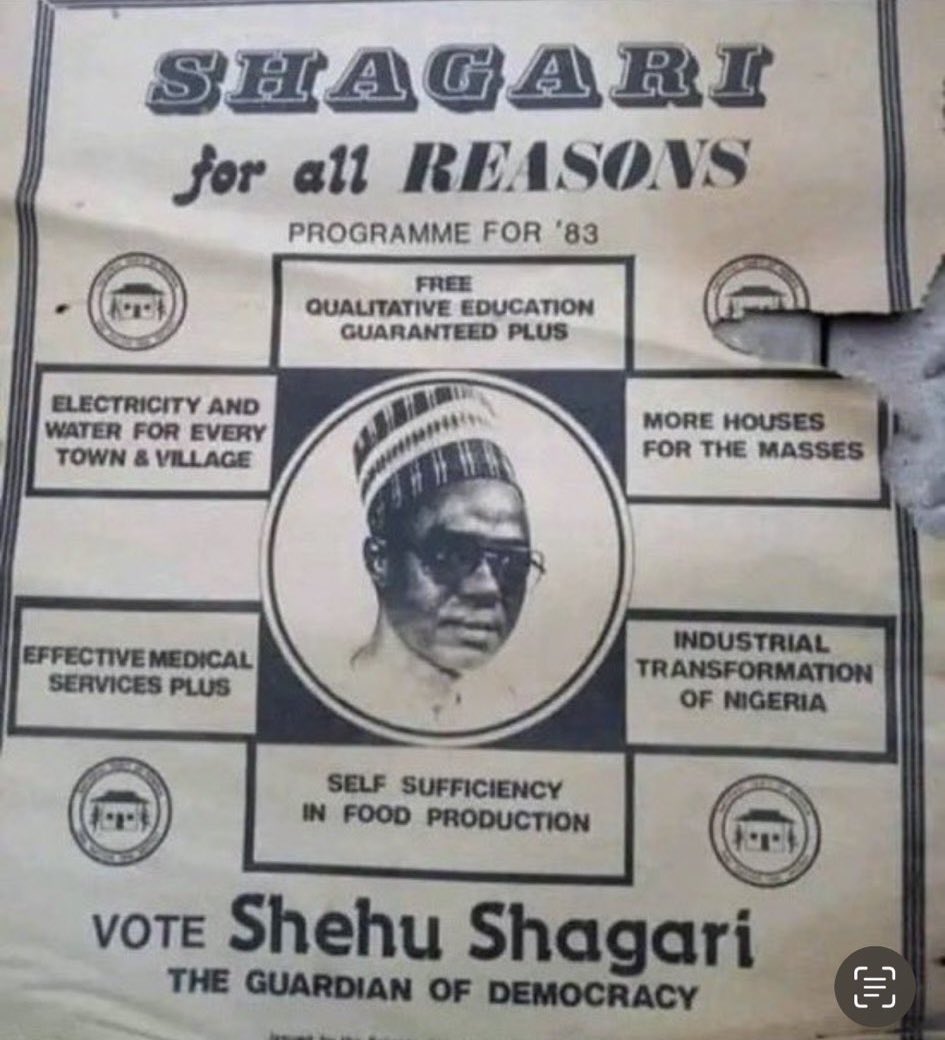 SHAGARI
for all REASONS
PROGRAMME FOR '83
FREE
QUALITATIVE EDUCATION
GUARANTEED PLUS
ELECTRICITY AND
WATER FOR EVERY
TOWN & VILLAGE
MORE HOUSES
FOR THE MASSES
EFFECTIVE MEDICAL
SERVICES PLUS
INDUSTRIAL
TRANSFORMATION
OF NIGERIA
SELF SUFFICIENCY
IN FOOD PRODUCTION
VOTE Shehu Shagari
THE GUARDIAN OF DEMOCRACY